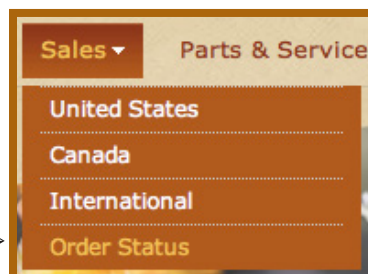 Sales Parts & Service
United States
Canada
International
Order Status